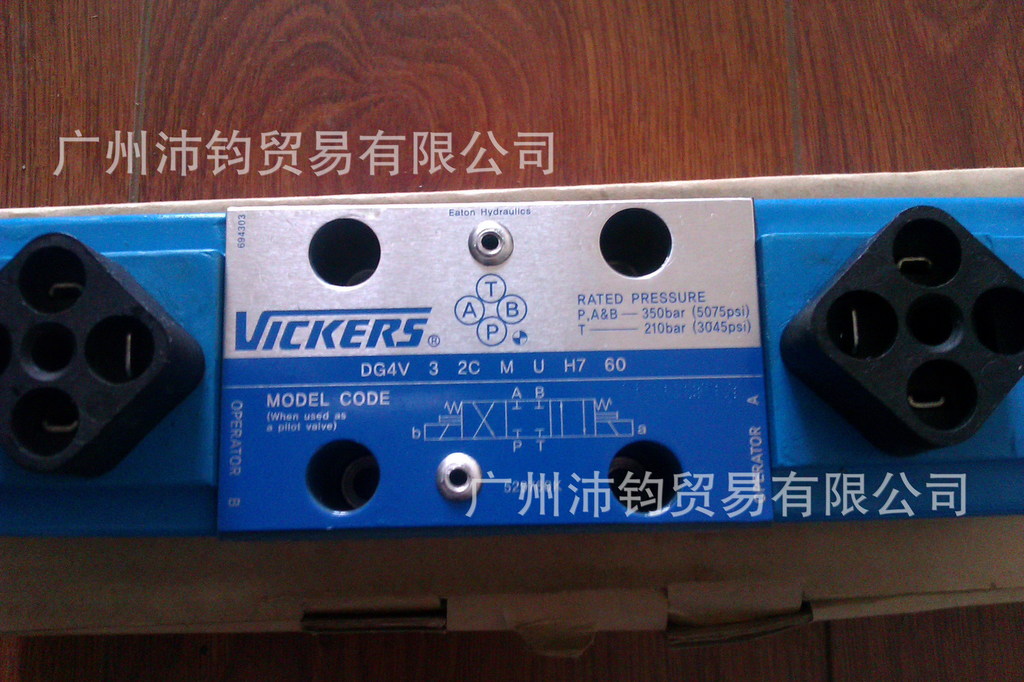 广州沛钧贸易有限公司
694303
Eaton Hydraulics
T
A B
P
RATED PRESSURE
P,A&B — 350bar (5075psi)
T — 210bar (3045psi)
VICKERS®
DG4V 3 2C M U H7 60
MODEL CODE
(When used as
a pilot valve)
A B
b a
P T
OPERATOR B
OPERATOR A
广州沛钧贸易有限公司